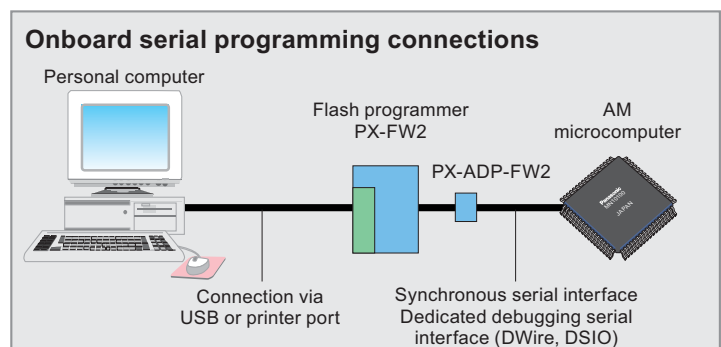 Onboard serial programming connections
Personal computer
Flash programmer
PX-FW2
AM
microcomputer
PX-ADP-FW2
Panasonic
JAPAN
Connection via
USB or printer port
Synchronous serial interface
Dedicated debugging serial
interface (DWire, DSIO)